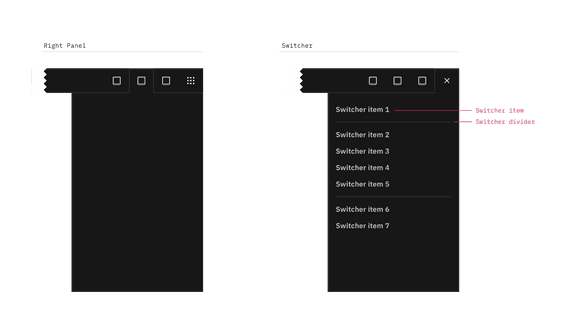 Right Panel
Switcher
Switcher item 1
Switcher item
Switcher divider
Switcher item 2
Switcher item 3
Switcher item 4
Switcher item 5
Switcher item 6
Switcher item 7